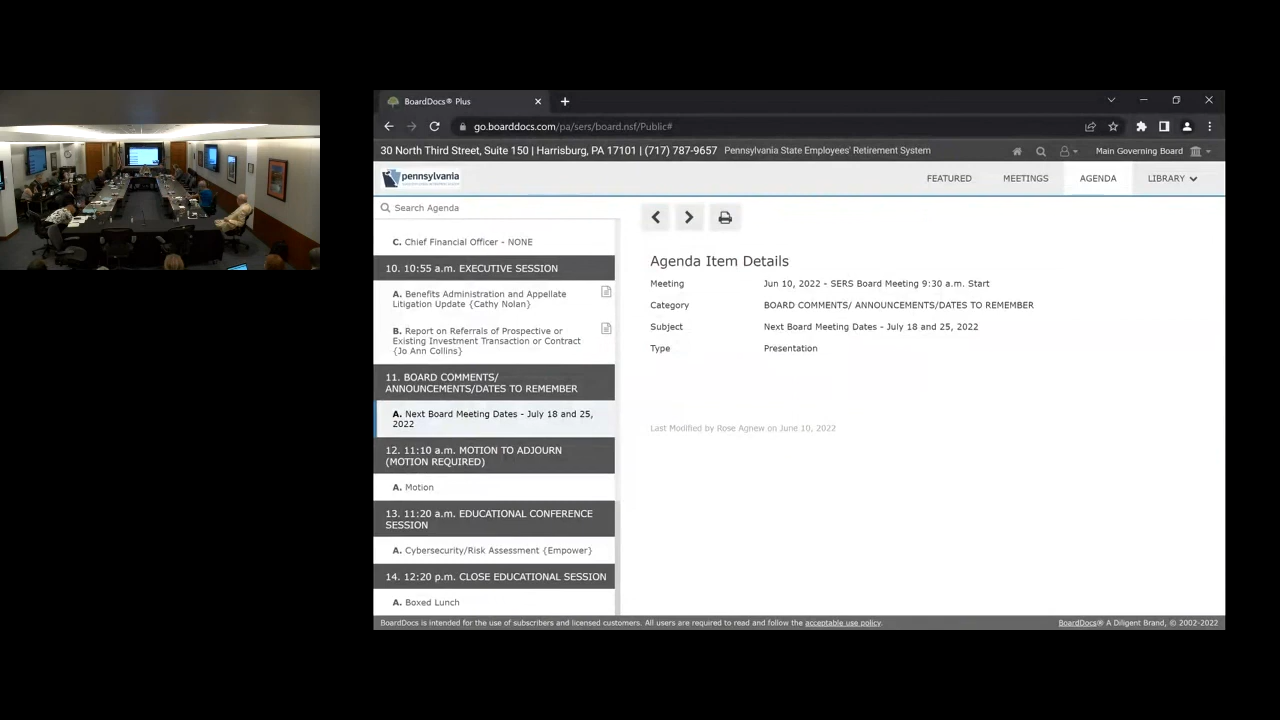 BoardDocs® Plus
go.boarddocs.com/pa/sers/board.nsf/Public#
30 North Third Street, Suite 150 | Harrisburg, PA 17101 | (717) 787-9657 Pennsylvania State Employees' Retirement System
Main Governing Board
pennsylvania
FEATURED
MEETINGS
AGENDA
LIBRARY
Search Agenda
C. Chief Financial Officer - NONE
10. 10:55 a.m. EXECUTIVE SESSION
A. Benefits Administration and Appellate
Litigation Update {Cathy Nolan}
B. Report on Referrals of Prospective or
Existing Investment Transaction or Contract
{Jo Ann Collins}
11. BOARD COMMENTS/
ANNOUNCEMENTS/DATES TO REMEMBER
A. Next Board Meeting Dates - July 18 and 25,
2022
12. 11:10 a.m. MOTION TO ADJOURN
(MOTION REQUIRED)
A. Motion
13. 11:20 a.m. EDUCATIONAL CONFERENCE
SESSION
A. Cybersecurity/Risk Assessment {Empower}
14. 12:20 p.m. CLOSE EDUCATIONAL SESSION
A. Boxed Lunch
Agenda Item Details
Meeting Jun 10, 2022 - SERS Board Meeting 9:30 a.m. Start
Category BOARD COMMENTS/ ANNOUNCEMENTS/DATES TO REMEMBER
Subject Next Board Meeting Dates - July 18 and 25, 2022
Type Presentation
Last Modified by Rose Agnew on June 10, 2022
BoardDocs is intended for the use of subscribers and licensed customers. All users are required to read and follow the acceptable use policy.
BoardDocs® A Diligent Brand, © 2002-2022